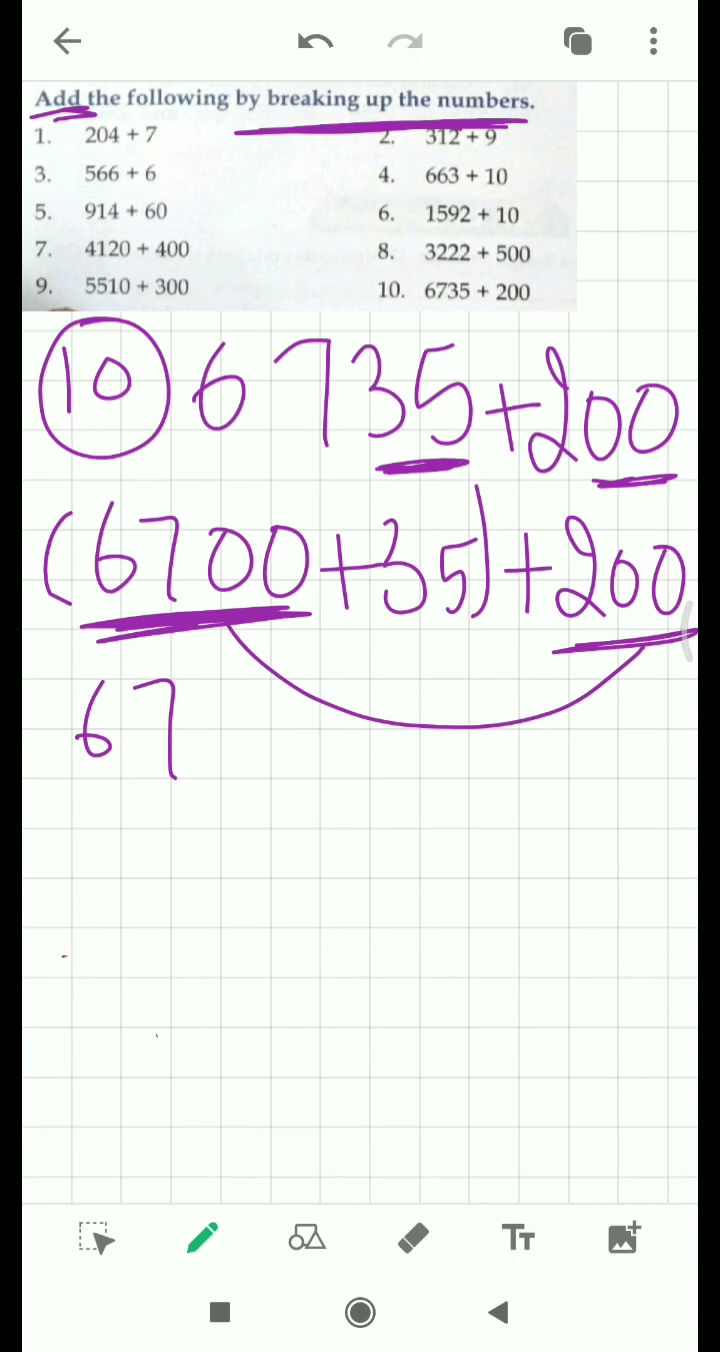 Add the following by breaking up the numbers.
1. 204 + 7 2. 312 + 9
3. 566 + 6 4. 663 + 10
5. 914 + 60 6. 1592 + 10
7. 4120 + 400 8. 3222 + 500
9. 5510 + 300 10. 6735 + 200
10 6735+200
(6700+35)+200
67
TT